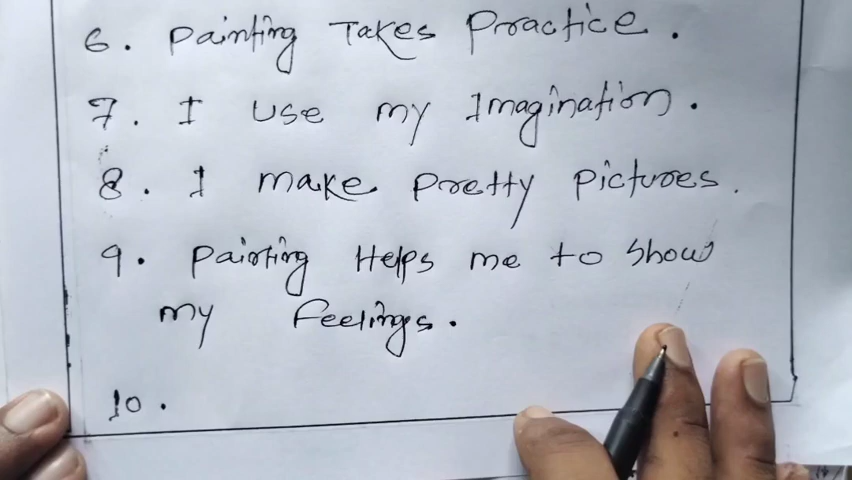 6. Painting Takes Practice.
7. I use my Imagination.
8. I make Pretty Pictures.
9. Painting Helps me to show
my Feelings.
10.